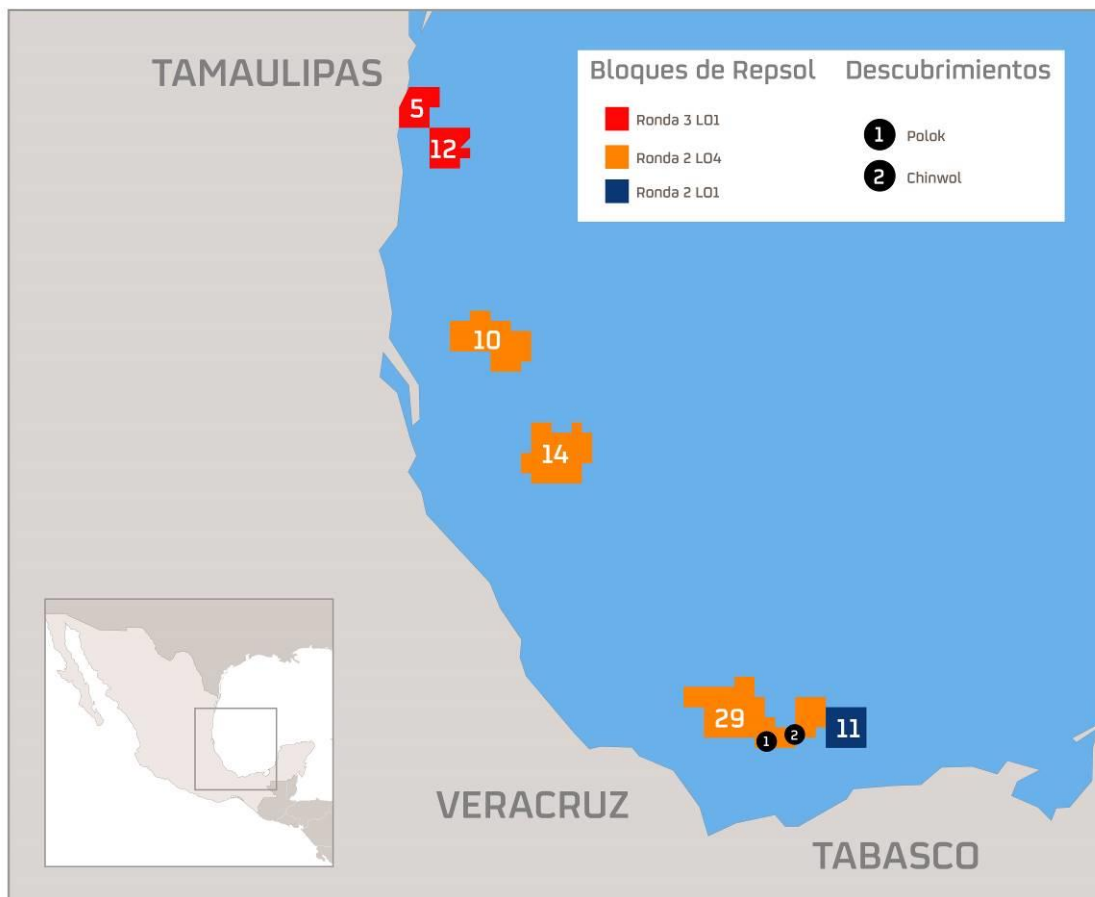 TAMAULIPAS
Bloques de Repsol
Descubrimientos
Ronda 3 L01
Ronda 2 L04
Ronda 2 L01
1 Polok
2 Chinwol
5
12
10
14
29
1
2
11
VERACRUZ
TABASCO